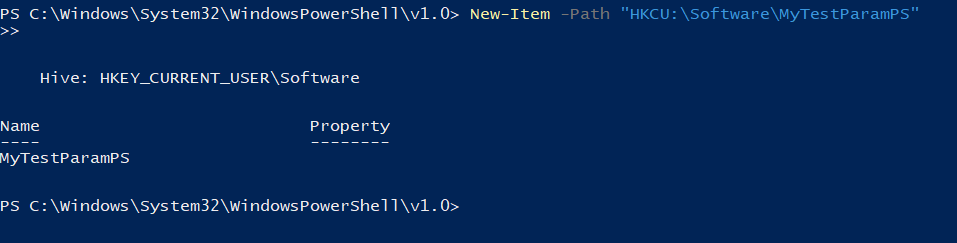 PS C:\Windows\System32\WindowsPowerShell\v1.0> New-Item -Path "HKCU:\Software\MyTestParamPS"
>>
Hive: HKEY_CURRENT_USER\Software
Name Property
---- --------
MyTestParamPS
PS C:\Windows\System32\WindowsPowerShell\v1.0>